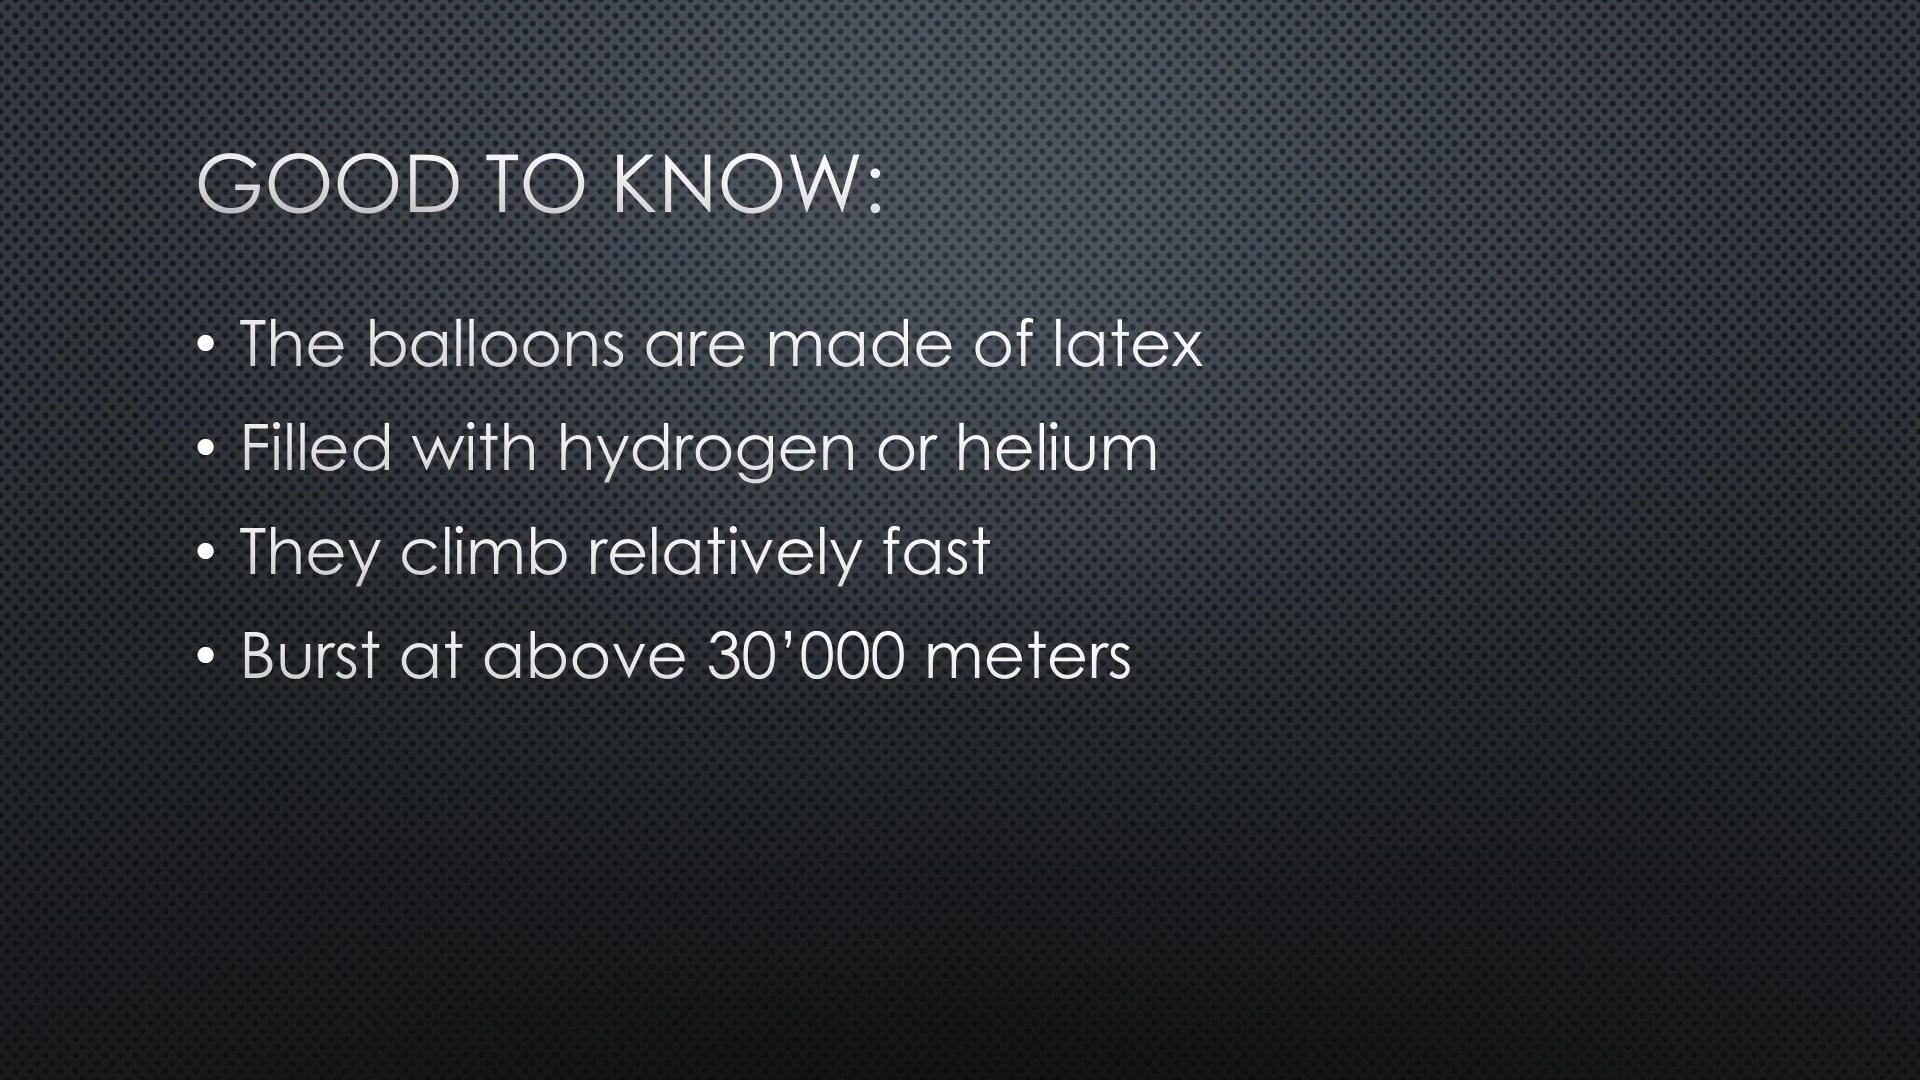 GOOD TO KNOW:
• The balloons are made of latex
• Filled with hydrogen or helium
• They climb relatively fast
• Burst at above 30’000 meters